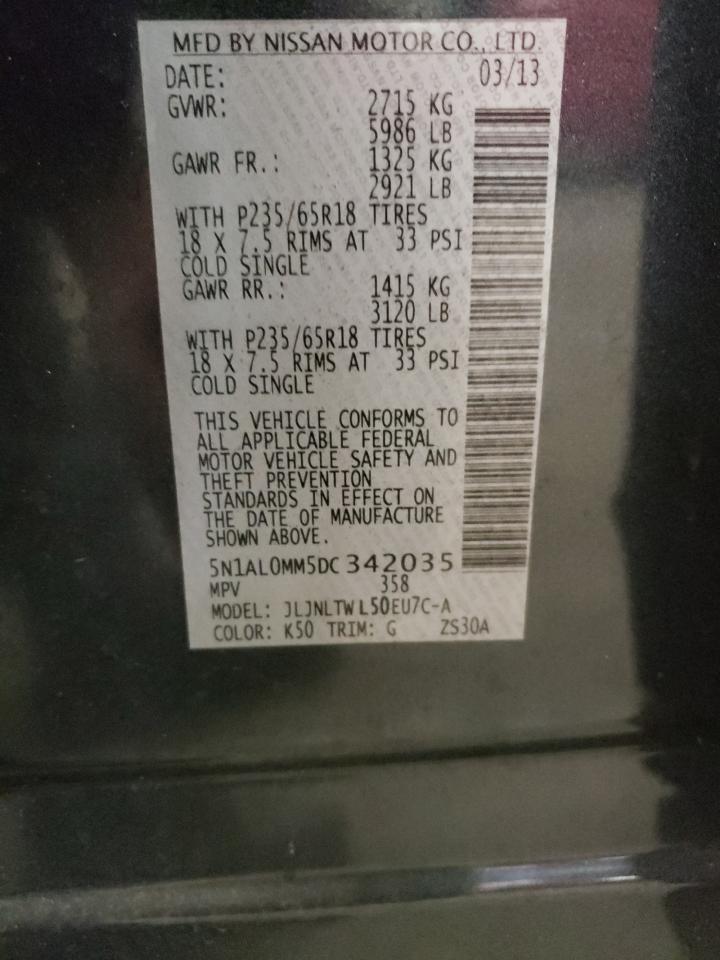 MFD BY NISSAN MOTOR CO., LTD.
DATE: 03/13
GVWR: 2715 KG
5986 LB
GAWR FR.: 1325 KG
2921 LB
WITH P235/65R18 TIRES
18 X 7.5 RIMS AT 33 PSI
COLD SINGLE
GAWR RR.: 1415 KG
3120 LB
WITH P235/65R18 TIRES
18 X 7.5 RIMS AT 33 PSI
COLD SINGLE
THIS VEHICLE CONFORMS TO
ALL APPLICABLE FEDERAL
MOTOR VEHICLE SAFETY AND
THEFT PREVENTION
STANDARDS IN EFFECT ON
THE DATE OF MANUFACTURE
SHOWN ABOVE.
5N1AL0MM5DC342035
MPV 358
MODEL: JLJNLTWL50EU7C-A
COLOR: K50 TRIM: G ZS30A